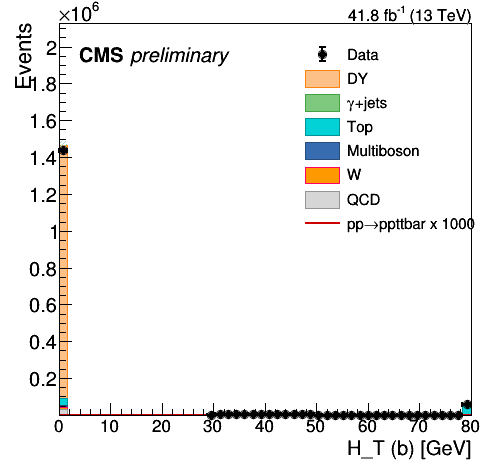 ×10⁶
41.8 fb⁻¹ (13 TeV)
Events
CMS preliminary
Data
DY
γ+jets
Top
Multiboson
W
QCD
pp→ppttbar x 1000
2
1.8
1.6
1.4
1.2
1
0.8
0.6
0.4
0.2
0 10 20 30 40 50 60 70 80
H_T (b) [GeV]